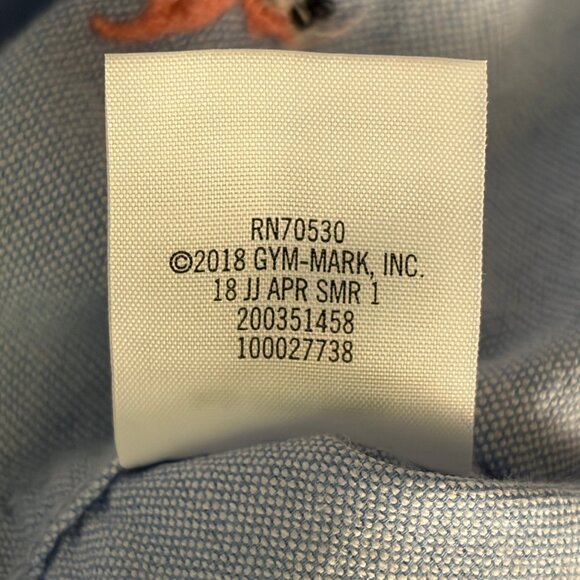 RN70530
©2018 GYM-MARK, INC.
18 JJ APR SMR 1
200351458
100027738